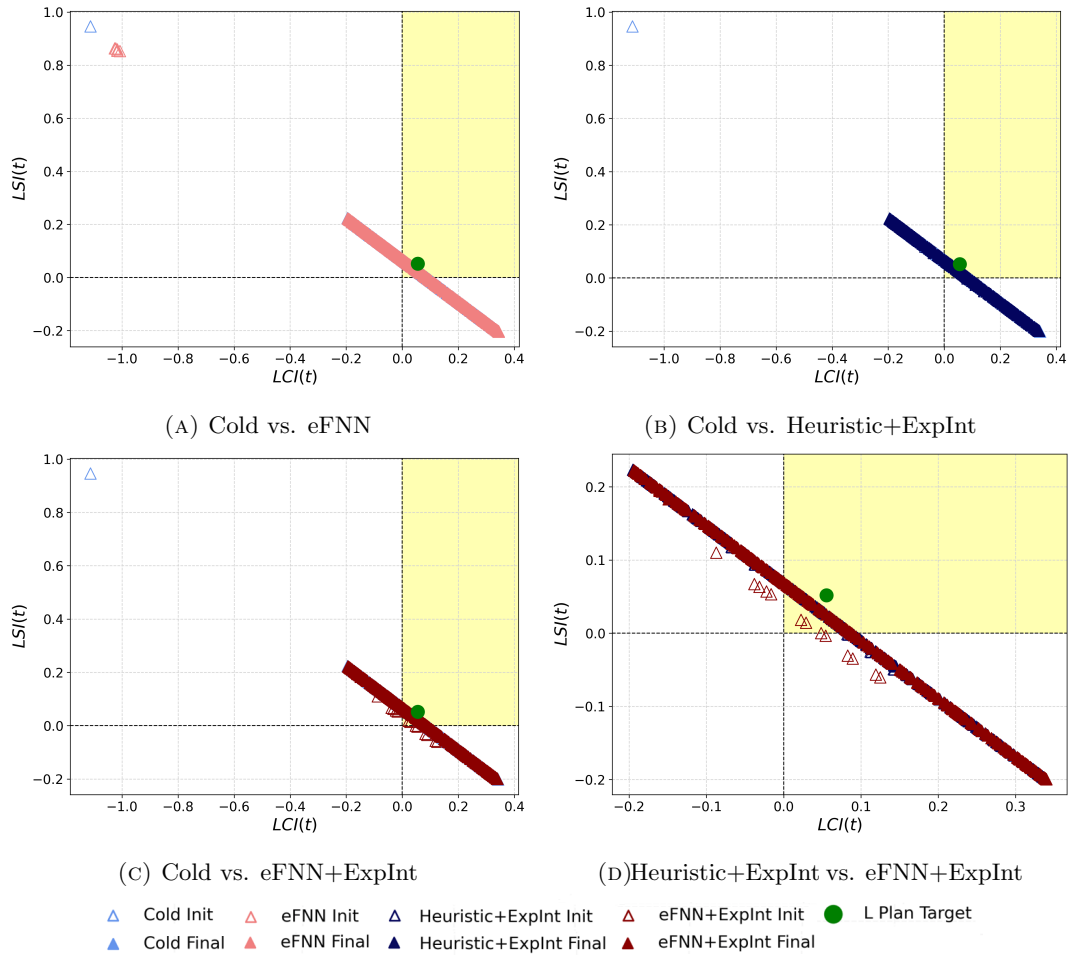 1.0
0.8
0.6
0.4
0.2
0.0
−0.2
LSI(t)
−1.0 −0.8 −0.6 −0.4 −0.2 0.0 0.2 0.4
LCI(t)
(A) Cold vs. eFNN
1.0
0.8
0.6
0.4
0.2
0.0
−0.2
LSI(t)
−1.0 −0.8 −0.6 −0.4 −0.2 0.0 0.2 0.4
LCI(t)
(B) Cold vs. Heuristic+ExpInt
1.0
0.8
0.6
0.4
0.2
0.0
−0.2
LSI(t)
−1.0 −0.8 −0.6 −0.4 −0.2 0.0 0.2 0.4
LCI(t)
(C) Cold vs. eFNN+ExpInt
0.2
0.1
0.0
−0.1
−0.2
LSI(t)
−0.2 −0.1 0.0 0.1 0.2 0.3
LCI(t)
(D)Heuristic+ExpInt vs. eFNN+ExpInt
Cold Init eFNN Init Heuristic+ExpInt Init eFNN+ExpInt Init L Plan Target
Cold Final eFNN Final Heuristic+ExpInt Final eFNN+ExpInt Final